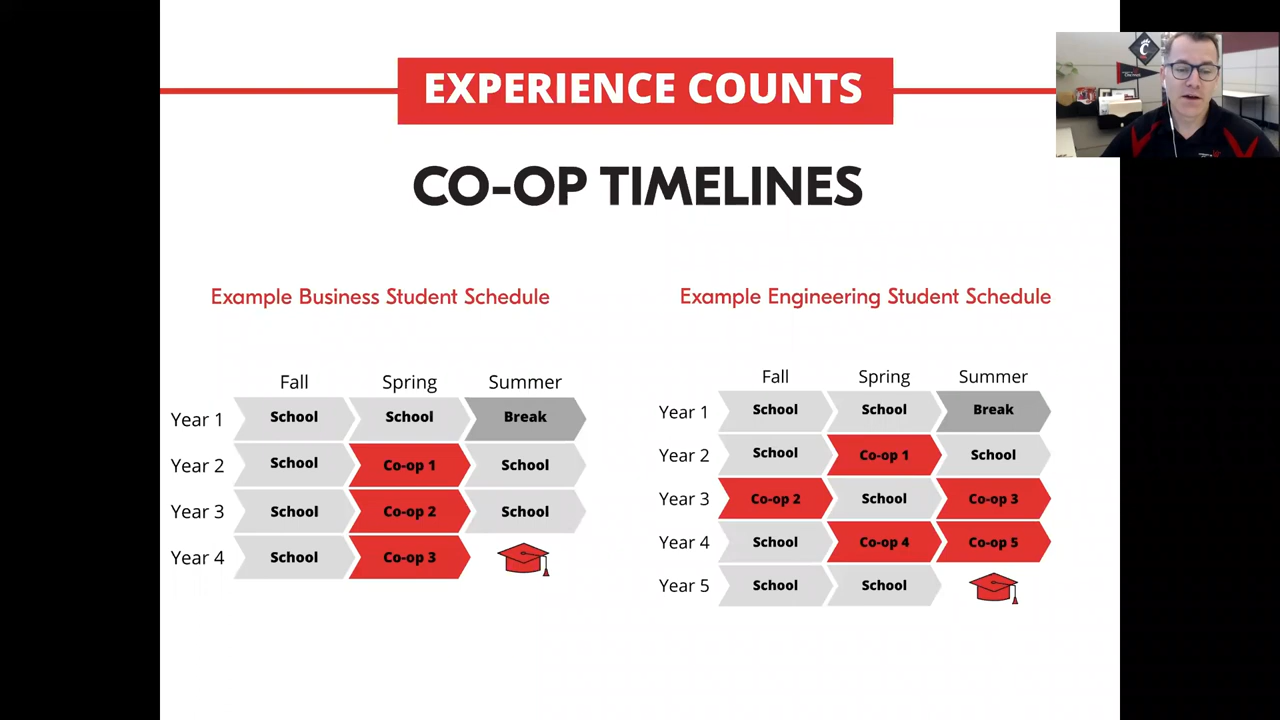 EXPERIENCE COUNTS
CO-OP TIMELINES
Example Business Student Schedule
Fall Spring Summer
Year 1 School School Break
Year 2 School Co-op 1 School
Year 3 School Co-op 2 School
Year 4 School Co-op 3
Example Engineering Student Schedule
Fall Spring Summer
Year 1 School School Break
Year 2 School Co-op 1 School
Year 3 Co-op 2 School Co-op 3
Year 4 School Co-op 4 Co-op 5
Year 5 School School